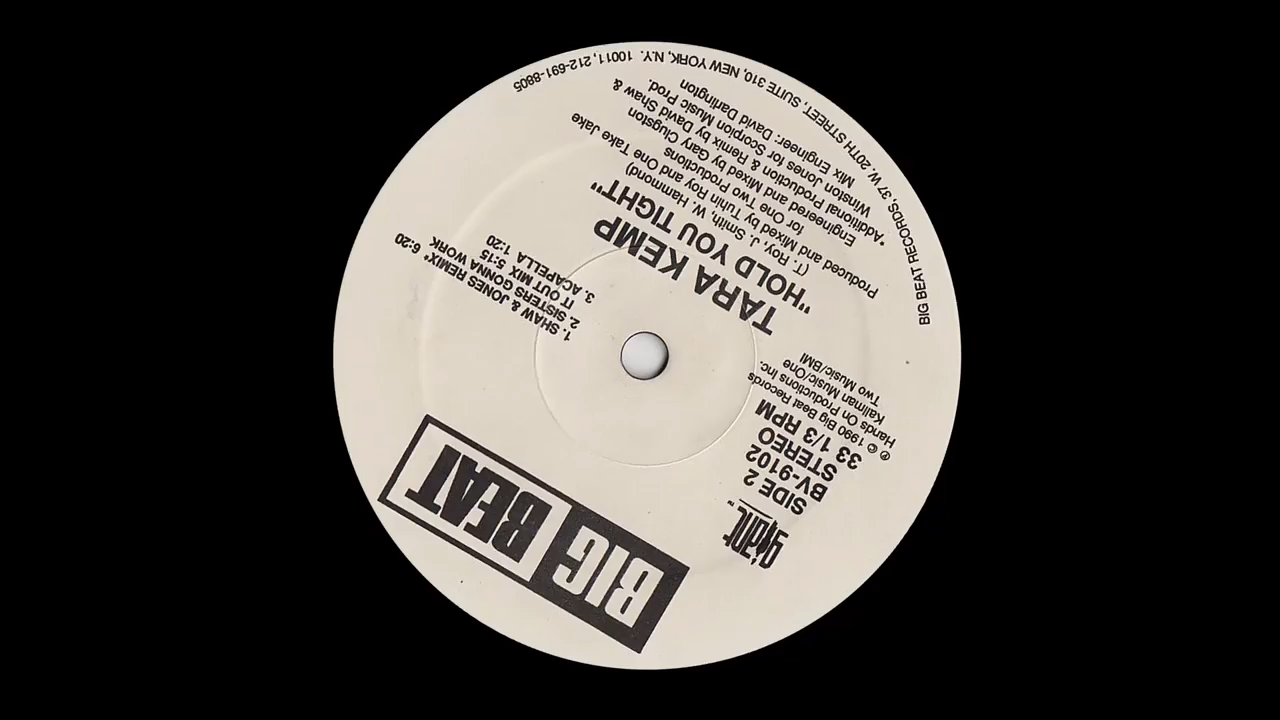 BIG BEAT
giant™
SIDE 2
BV-9102
STEREO
33 1/3 RPM
℗ © 1990 Big Beat Records
Hands On Productions Inc.
Kallman Music/One
Two Music/BMI
1. SHAW & JONES REMIX* 6:20
2. SISTERS GONNA WORK
IT OUT MIX 5:15
3. ACAPELLA 1:20
TARA KEMP
"HOLD YOU TIGHT"
(T. Roy, J. Smith, W. Hammond)
Produced and Mixed by Tuhin Roy and One Take Jake
for One Two Productions
Engineered and Mixed by Gary Clugston
*Additional Production & Remix by David Shaw &
Winston Jones for Scorpion Music Prod.
Mix Engineer: David Darlington
BIG BEAT RECORDS, 37 W. 20TH STREET, SUITE 310, NEW YORK, N.Y. 10011, 212-691-8805